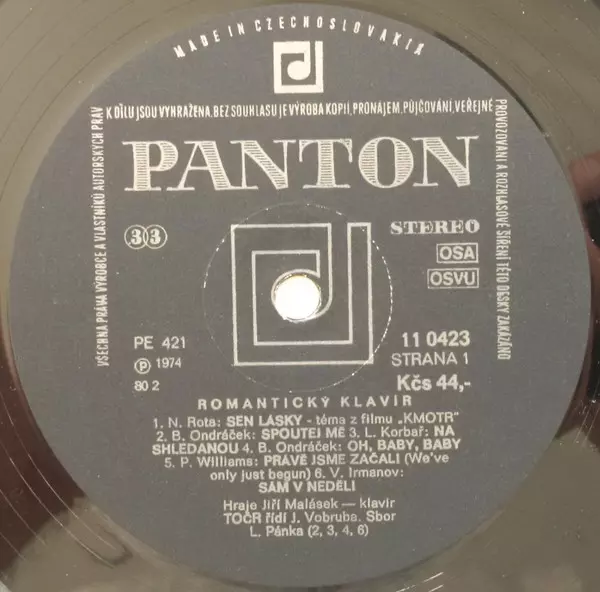 MADE IN CZECHOSLOVAKIA
K DÍLU JSOU VYHRAŽENA. BEZ SOUHLASU JE VÝROBA KOPIÍ, PRONÁJEM, PŮJČOVÁNÍ, VEŘEJNÉ
VŠECHNA PRÁVA VÝROBCE A VLASTNÍKŮ AUTORSKÝCH PRÁV
PROVOZOVÁNÍ A ROZHLASOVÉ ŠÍŘENÍ TÉTO DESKY ZAKÁZÁNO
PANTON
33
STEREO
OSA
OSVU
PE 421
Ⓟ 1974
80 2
11 0423
STRANA 1
Kčs 44,-
ROMANTICKÝ KLAVÍR
1. N. Rota: SEN LÁSKY - téma z filmu „KMOTR"
2. B. Ondráček: SPOUTEJ MĚ 3. L. Korbař: NA
SHLEDANOU 4. B. Ondráček: OH, BABY, BABY
5. P. Williams: PRÁVĚ JSME ZAČALI (We've
only just begun) 6. V. Irmanov:
SÁM V NEDĚLI
Hraje Jiří Malásek — klavír
TOČR řídí J. Vobruba. Sbor
L. Pánka (2, 3, 4, 6)